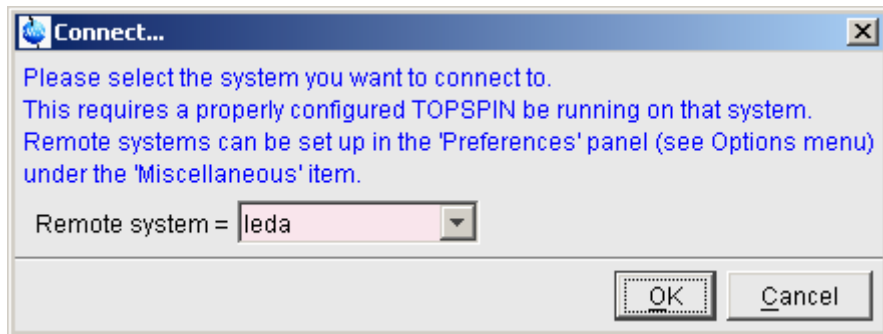 Connect...
Please select the system you want to connect to.
This requires a properly configured TOPSPIN be running on that system.
Remote systems can be set up in the 'Preferences' panel (see Options menu)
under the 'Miscellaneous' item.
Remote system = leda
OK Cancel